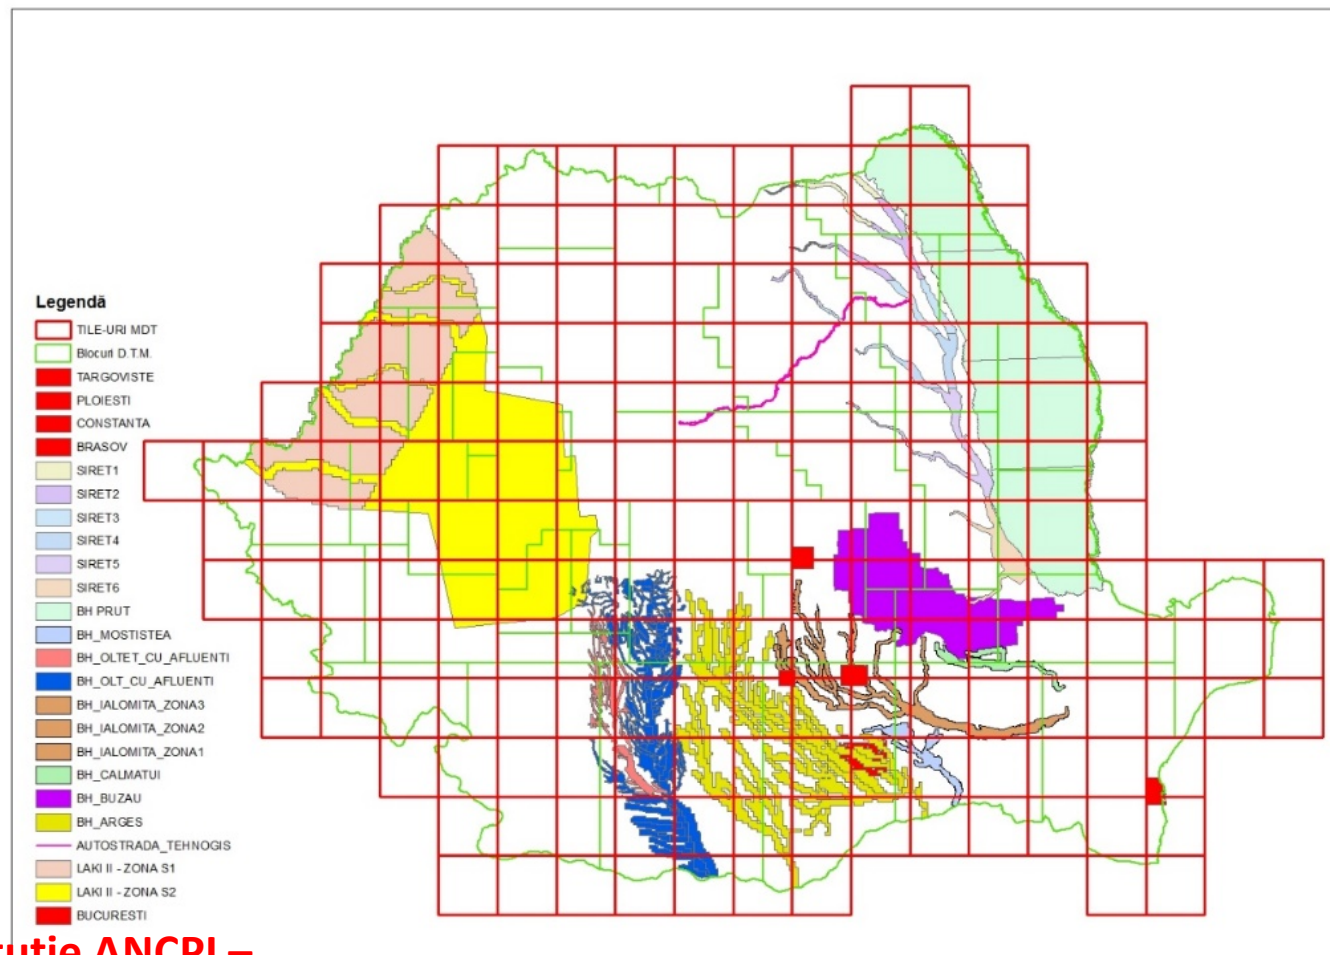 Legendă
TILE-URI MDT
Blocuri D.T.M.
TARGOVISTE
PLOIESTI
CONSTANTA
BRASOV
SIRET1
SIRET2
SIRET3
SIRET4
SIRET5
SIRET6
BH PRUT
BH_MOSTISTEA
BH_OLTET_CU_AFLUENTI
BH_OLT_CU_AFLUENTI
BH_IALOMITA_ZONA3
BH_IALOMITA_ZONA2
BH_IALOMITA_ZONA1
BH_CALMATUI
BH_BUZAU
BH_ARGES
AUTOSTRADA_TEHNOGIS
LAKI II - ZONA S1
LAKI II - ZONA S2
BUCURESTI
ANCPI –